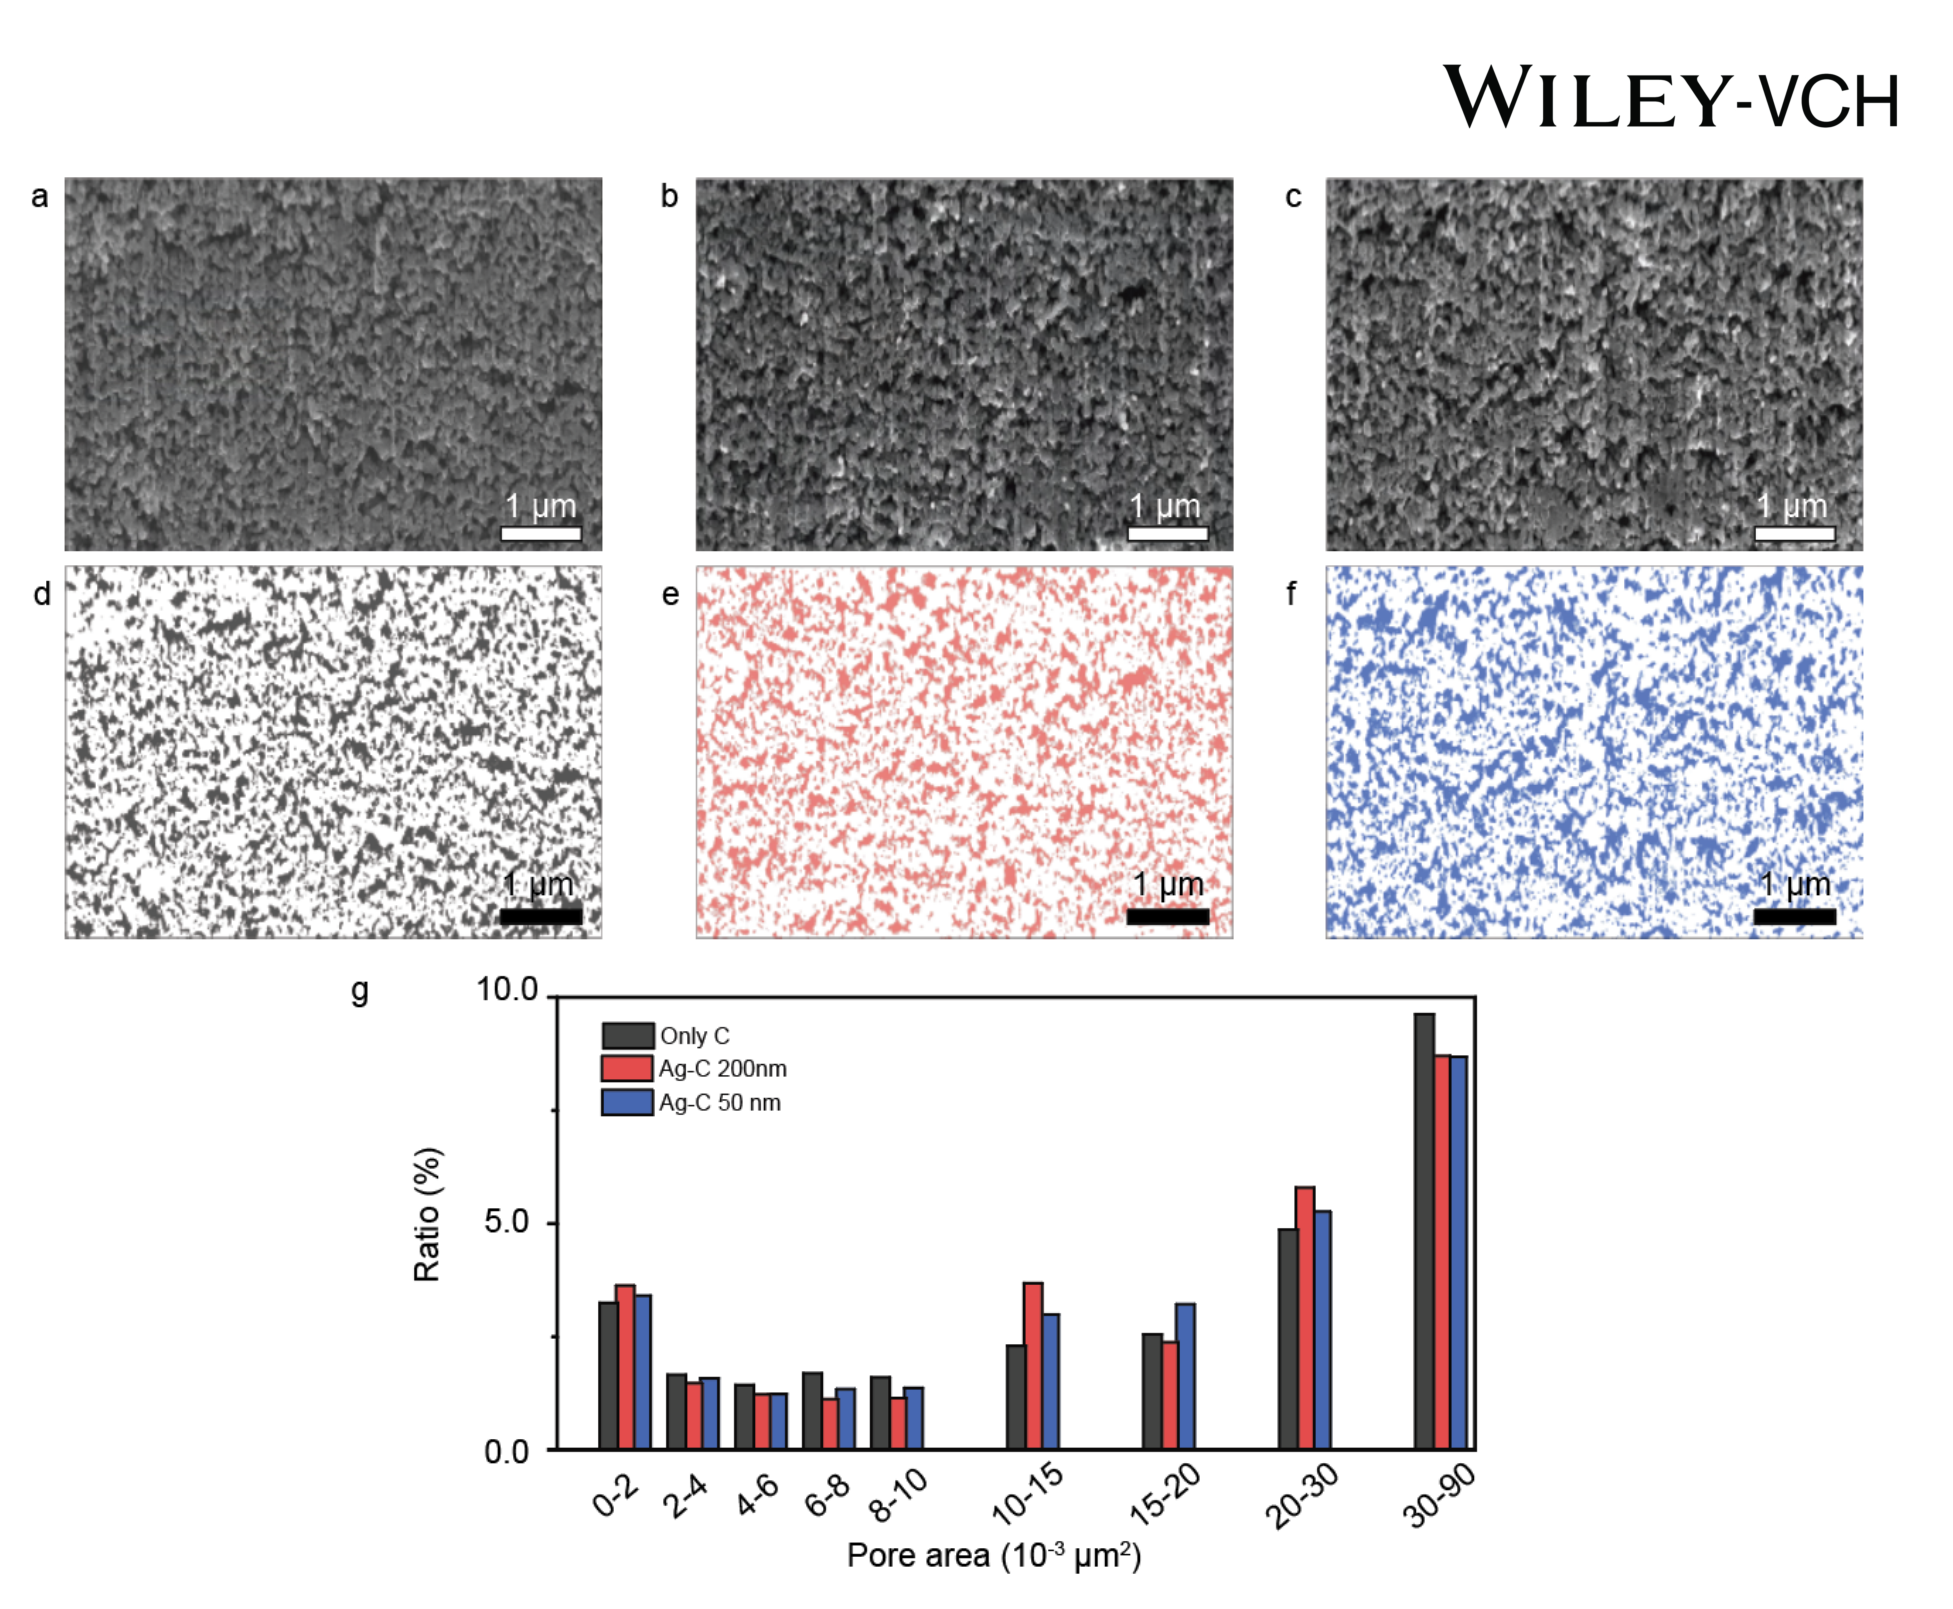 WILEY-VCH
a
b
c
1 µm
1 µm
1 µm
d
e
f
1 µm
1 µm
1 µm
g
10.0
5.0
0.0
Ratio (%)
Only C
Ag-C 200nm
Ag-C 50 nm
0-2
2-4
4-6
6-8
8-10
10-15
15-20
20-30
30-90
Pore area (10⁻³ µm²)